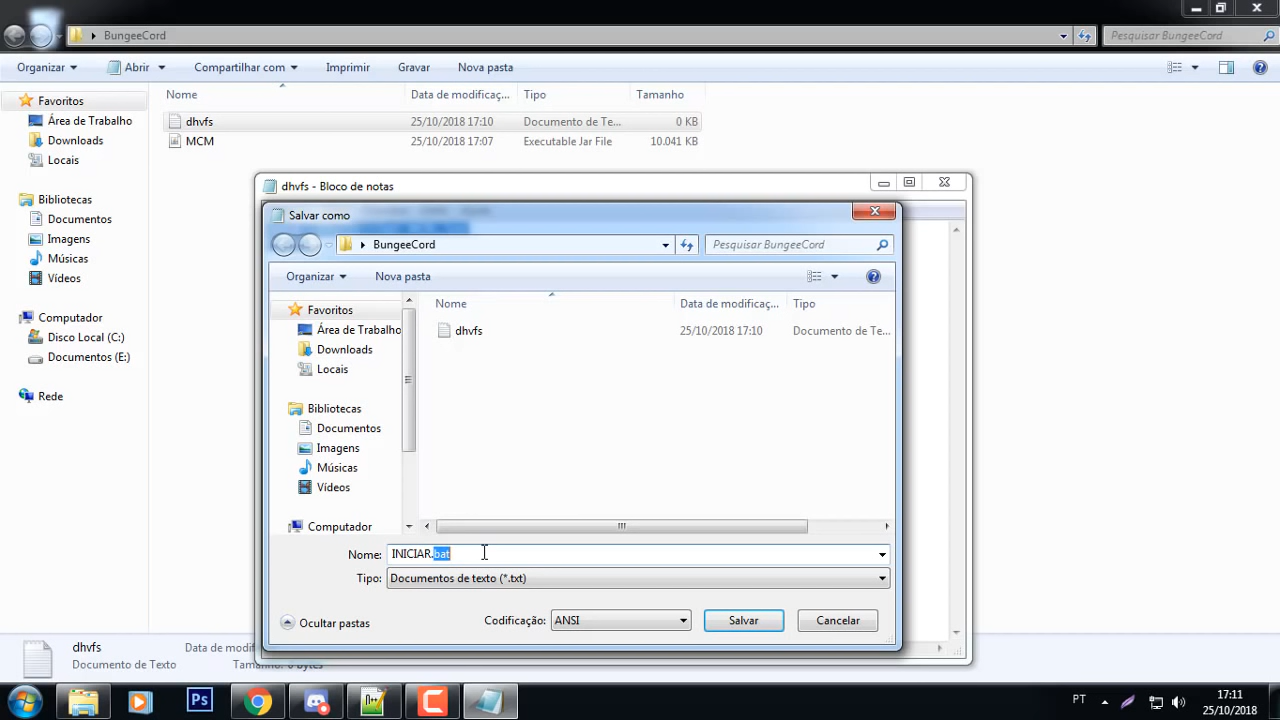 BungeeCord
Pesquisar BungeeCord
Organizar Abrir Compartilhar com Imprimir Gravar Nova pasta
Favoritos
Área de Trabalho
Downloads
Locais
Bibliotecas
Documentos
Imagens
Músicas
Vídeos
Computador
Disco Local (C:)
Documentos (E:)
Rede
Nome Data de modificaç... Tipo Tamanho
dhvfs 25/10/2018 17:10 Documento de Te... 0 KB
MCM 25/10/2018 17:07 Executable Jar File 10.041 KB
dhvfs - Bloco de notas
Salvar como
BungeeCord
Pesquisar BungeeCord
Organizar Nova pasta
Favoritos
Área de Trabalho
Downloads
Locais
Bibliotecas
Documentos
Imagens
Músicas
Vídeos
Computador
Nome Data de modificaç... Tipo
dhvfs 25/10/2018 17:10 Documento de Te...
Nome: INICIAR.bat
Tipo: Documentos de texto (*.txt)
Ocultar pastas Codificação: ANSI Salvar Cancelar
dhvfs Data de modif
Documento de Texto Tamanho: 0 bytes
Ps
PT
17:11
25/10/2018